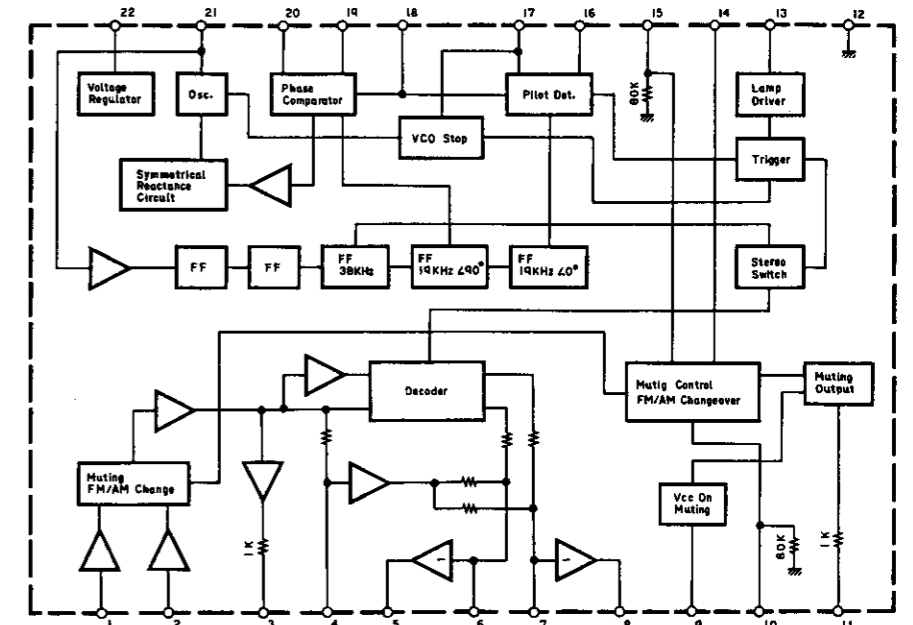 22 21 20 19 18 17 16 15 14 13 12
Voltage
Regulator
Osc.
Phase
Comparator
Pilot Det.
60K
Lamp
Driver
VCO Stop
Trigger
Symmetrical
Reactance
Circuit
FF
FF
FF
38KHz
FF
19KHz ∠90°
FF
19KHz ∠0°
Stereo
Switch
Decoder
Mutig Control
FM/AM Changeover
Muting
Output
Muting
FM/AM Change
Vcc On
Muting
1K
60K
1K
1 2 3 4 5 6 7 8 9 10 11